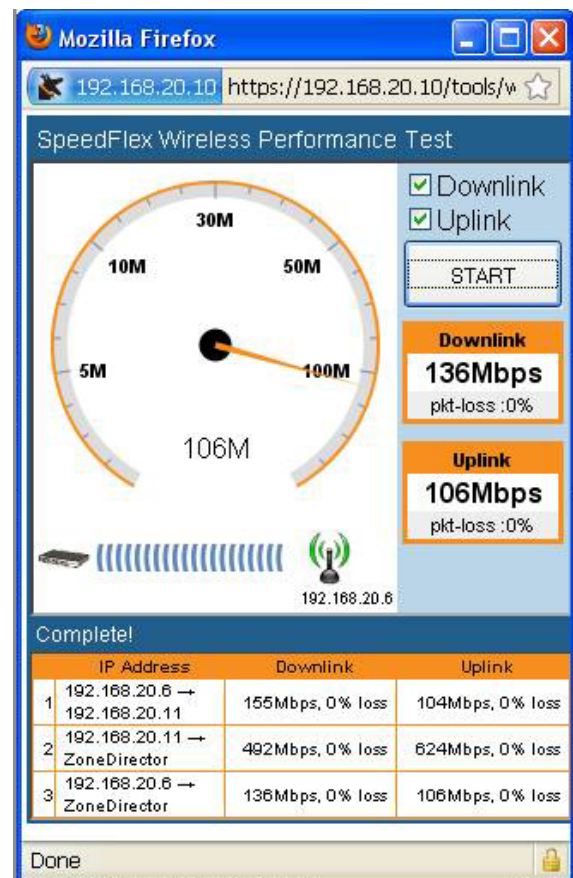 Mozilla Firefox
192.168.20.10 https://192.168.20.10/tools/w
SpeedFlex Wireless Performance Test
Downlink
Uplink
START
30M
10M
50M
5M
100M
106M
Downlink
136Mbps
pkt-loss :0%
Uplink
106Mbps
pkt-loss :0%
192.168.20.6
Complete!
IP Address Downlink Uplink
1 192.168.20.6 → 192.168.20.11 155Mbps, 0% loss 104Mbps, 0% loss
2 192.168.20.11 → ZoneDirector 492Mbps, 0% loss 624Mbps, 0% loss
3 192.168.20.6 → ZoneDirector 136Mbps, 0% loss 106Mbps, 0% loss
Done